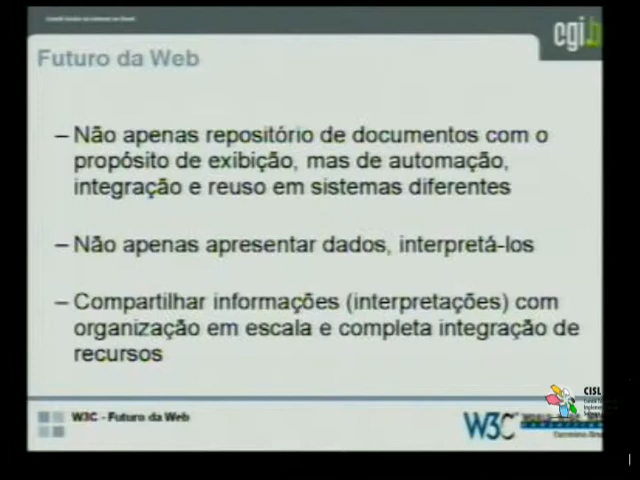 cgi.b
Futuro da Web
– Não apenas repositório de documentos com o
propósito de exibição, mas de automação,
integração e reuso em sistemas diferentes
– Não apenas apresentar dados, interpretá-los
– Compartilhar informações (interpretações) com
organização em escala e completa integração de
recursos
CISL
W3C - Futuro da Web
W3C